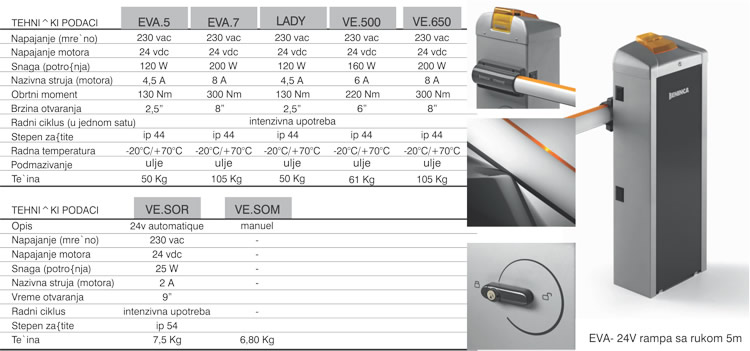 TEHNI^KI PODACI EVA.5 EVA.7 LADY VE.500 VE.650
Napajanje (mre`no) 230 vac 230 vac 230 vac 230 vac 230 vac
Napajanje motora 24 vdc 24 vdc 24 vdc 24 vdc 24 vdc
Snaga (potro{nja) 120 W 200 W 120 W 160 W 200 W
Nazivna struja (motora) 4,5 A 8 A 4,5 A 6 A 8 A
Obrtni moment 130 Nm 300 Nm 130 Nm 220 Nm 300 Nm
Brzina otvaranja 2,5” 8” 2,5” 6” 8”
Radni ciklus (u jednom satu) intenzivna upotreba
Stepen za{tite ip 44 ip 44 ip 44 ip 44 ip 44
Radna temperatura -20°C/+70°C -20°C/+70°C -20°C/+70°C -20°C/+70°C -20°C/+70°C
Podmazivanje ulje ulje ulje ulje ulje
Te`ina 50 Kg 105 Kg 50 Kg 61 Kg 105 Kg
TEHNI^KI PODACI VE.SOR VE.SOM
Opis 24v automatique manuel
Napajanje (mre`no) 230 vac -
Napajanje motora 24 vdc -
Snaga (potro{nja) 25 W -
Nazivna struja (motora) 2 A -
Vreme otvaranja 9”
Radni ciklus intenzivna upotreba -
Stepen za{tite ip 54
Te`ina 7,5 Kg 6,80 Kg
BENINCA
EVA- 24V rampa sa rukom 5m